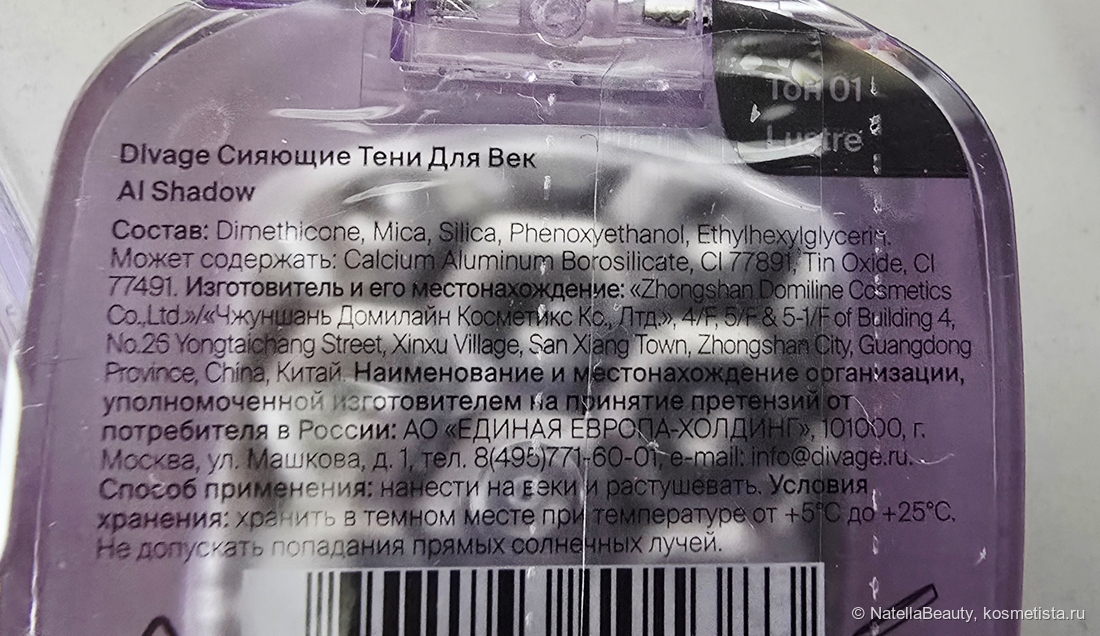 Тон 01
Lustre
DIvage Сияющие Тени Для Век
AI Shadow
Состав: Dimethicone, Mica, Silica, Phenoxyethanol, Ethylhexylglycerin.
Может содержать: Calcium Aluminum Borosilicate, CI 77891, Tin Oxide, CI
77491. Изготовитель и его местонахождение: «Zhongshan Domiline Cosmetics
Co.,Ltd.»/«Чжуншань Домилайн Косметикс Ко., Лтд.», 4/F, 5/F & 5-1/F of Building 4,
No.26 Yongtaichang Street, Xinxu Village, San Xiang Town, Zhongshan City, Guangdong
Province, China, Китай. Наименование и местонахождение организации,
уполномоченной изготовителем на принятие претензий от
потребителя в России: АО «ЕДИНАЯ ЕВРОПА-ХОЛДИНГ», 101000, г.
Москва, ул. Машкова, д. 1, тел. 8(495)771-60-01, e-mail: info@divage.ru.
Способ применения: нанести на веки и растушевать. Условия
хранения: хранить в темном месте при температуре от +5°C до +25°C.
Не допускать попадания прямых солнечных лучей.
© NatellaBeauty, kosmetista.ru